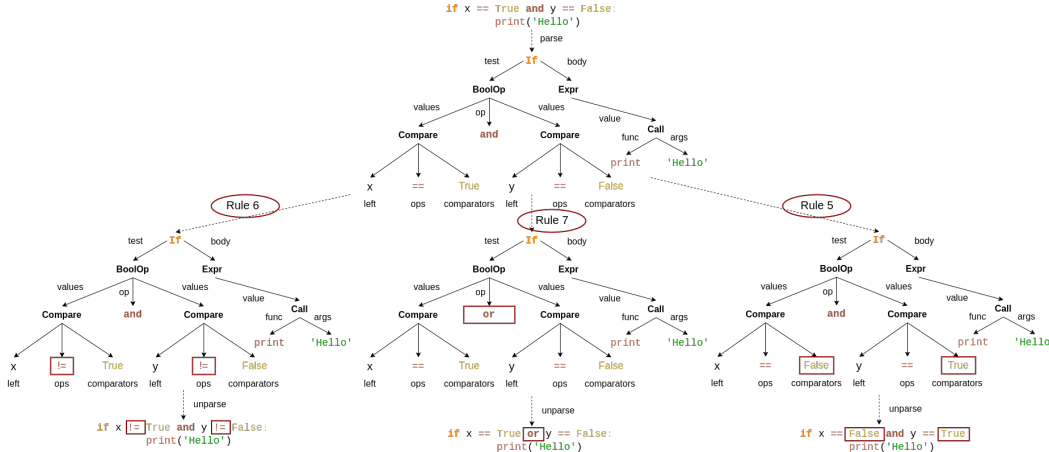 if x == True and y == False:
print('Hello')
parse
test If body
BoolOp Expr
values op values value
Compare and Compare Call
func args
print 'Hello'
x == True y == False
left ops comparators left ops comparators
Rule 6 Rule 7 Rule 5
test If body test If body test If body
BoolOp Expr BoolOp Expr BoolOp Expr
values op values value values op values value values op values value
Compare and Compare Call Compare or Compare Call Compare and Compare Call
func args func args func args
print 'Hello' print 'Hello' print 'Hello'
x != True y != False x == True y == False x == False y == True
left ops comparators left ops comparators left ops comparators left ops comparators left ops comparators left ops comparators
unparse unparse unparse
if x != True and y != False: if x == True or y == False: if x == False and y == True
print('Hello') print('Hello') print('Hello')